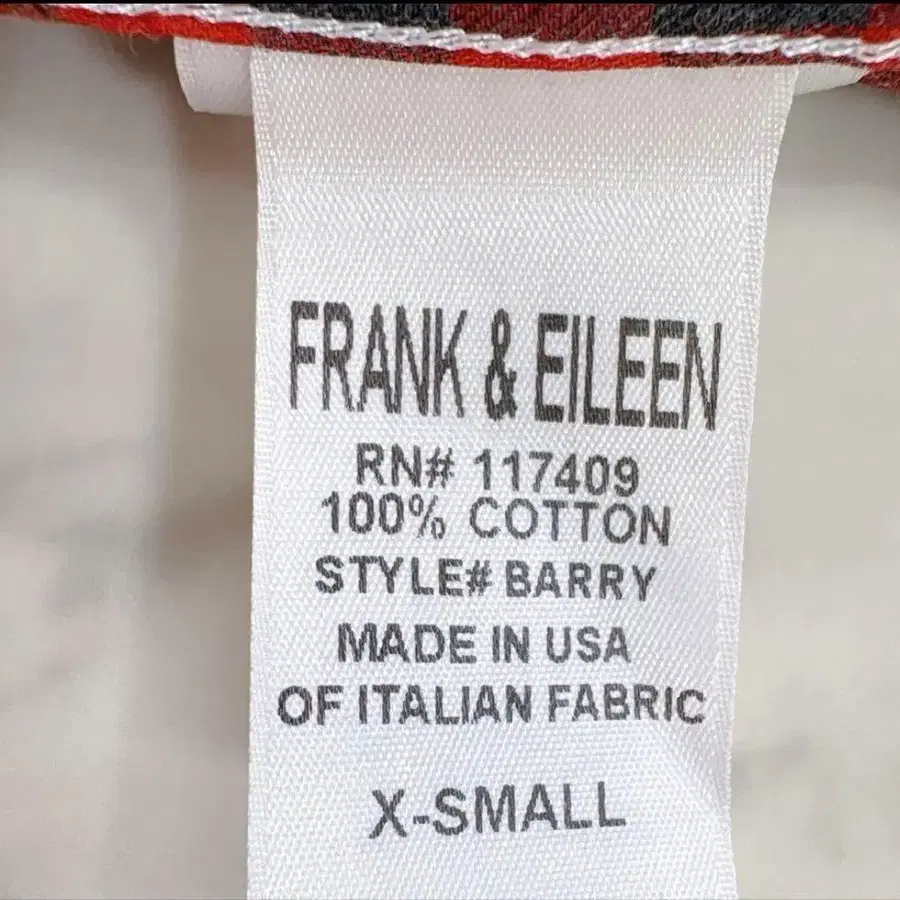 FRANK & EILEEN
RN# 117409
100% COTTON
STYLE# BARRY
MADE IN USA
OF ITALIAN FABRIC
X-SMALL